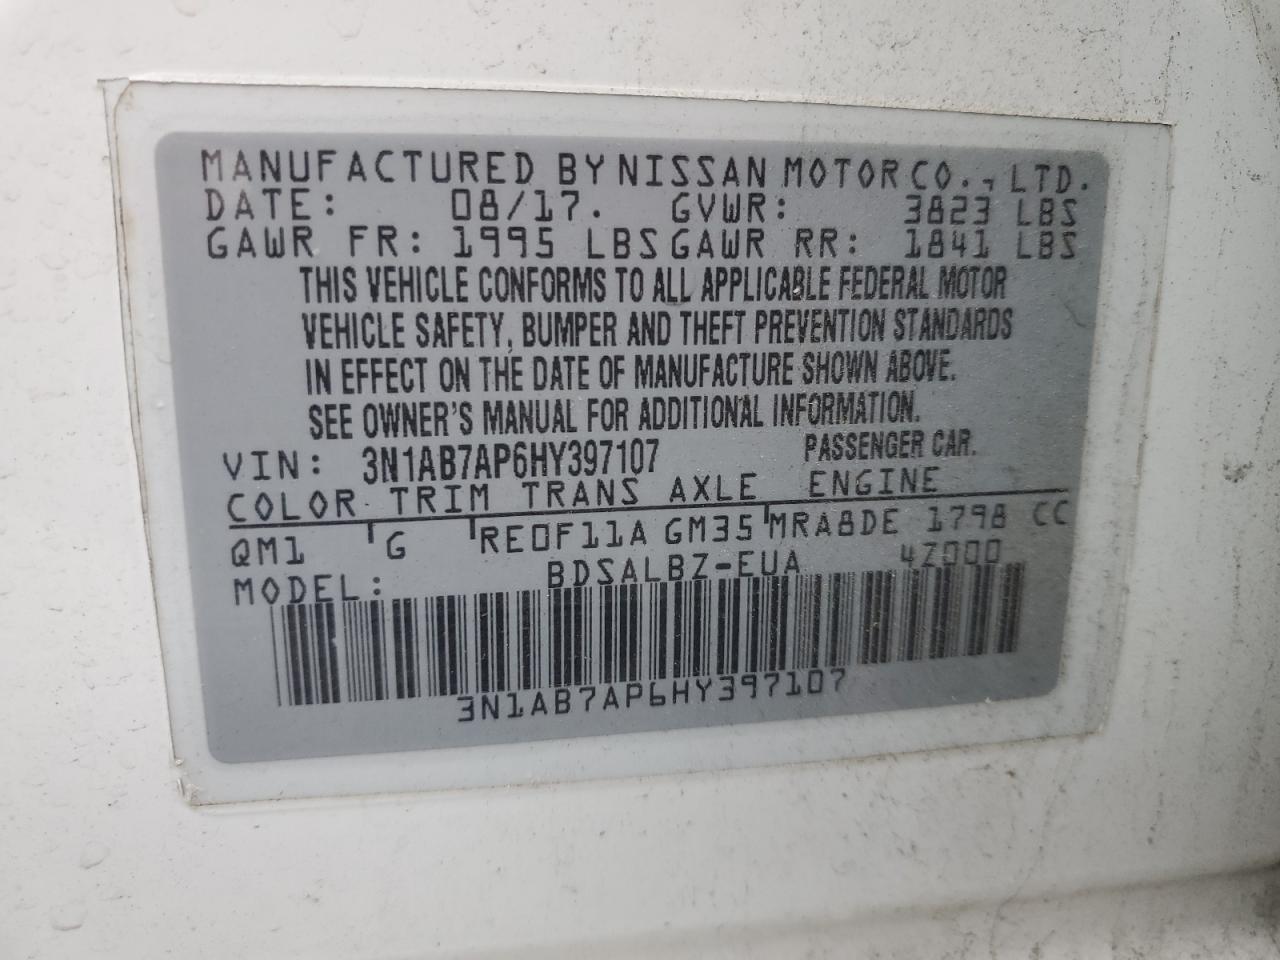 MANUFACTURED BY NISSAN MOTOR CO., LTD.
DATE: 08/17. GVWR: 3823 LBS
GAWR FR: 1995 LBS GAWR RR: 1841 LBS
THIS VEHICLE CONFORMS TO ALL APPLICABLE FEDERAL MOTOR
VEHICLE SAFETY, BUMPER AND THEFT PREVENTION STANDARDS
IN EFFECT ON THE DATE OF MANUFACTURE SHOWN ABOVE.
SEE OWNER'S MANUAL FOR ADDITIONAL INFORMATION.
VIN: 3N1AB7AP6HY397107 PASSENGER CAR.
COLOR TRIM TRANS AXLE ENGINE
QM1 G RE0F11A GM35 MRA8DE 1798 CC
MODEL: BDSALBZ-EUA 4Z000
3N1AB7AP6HY397107